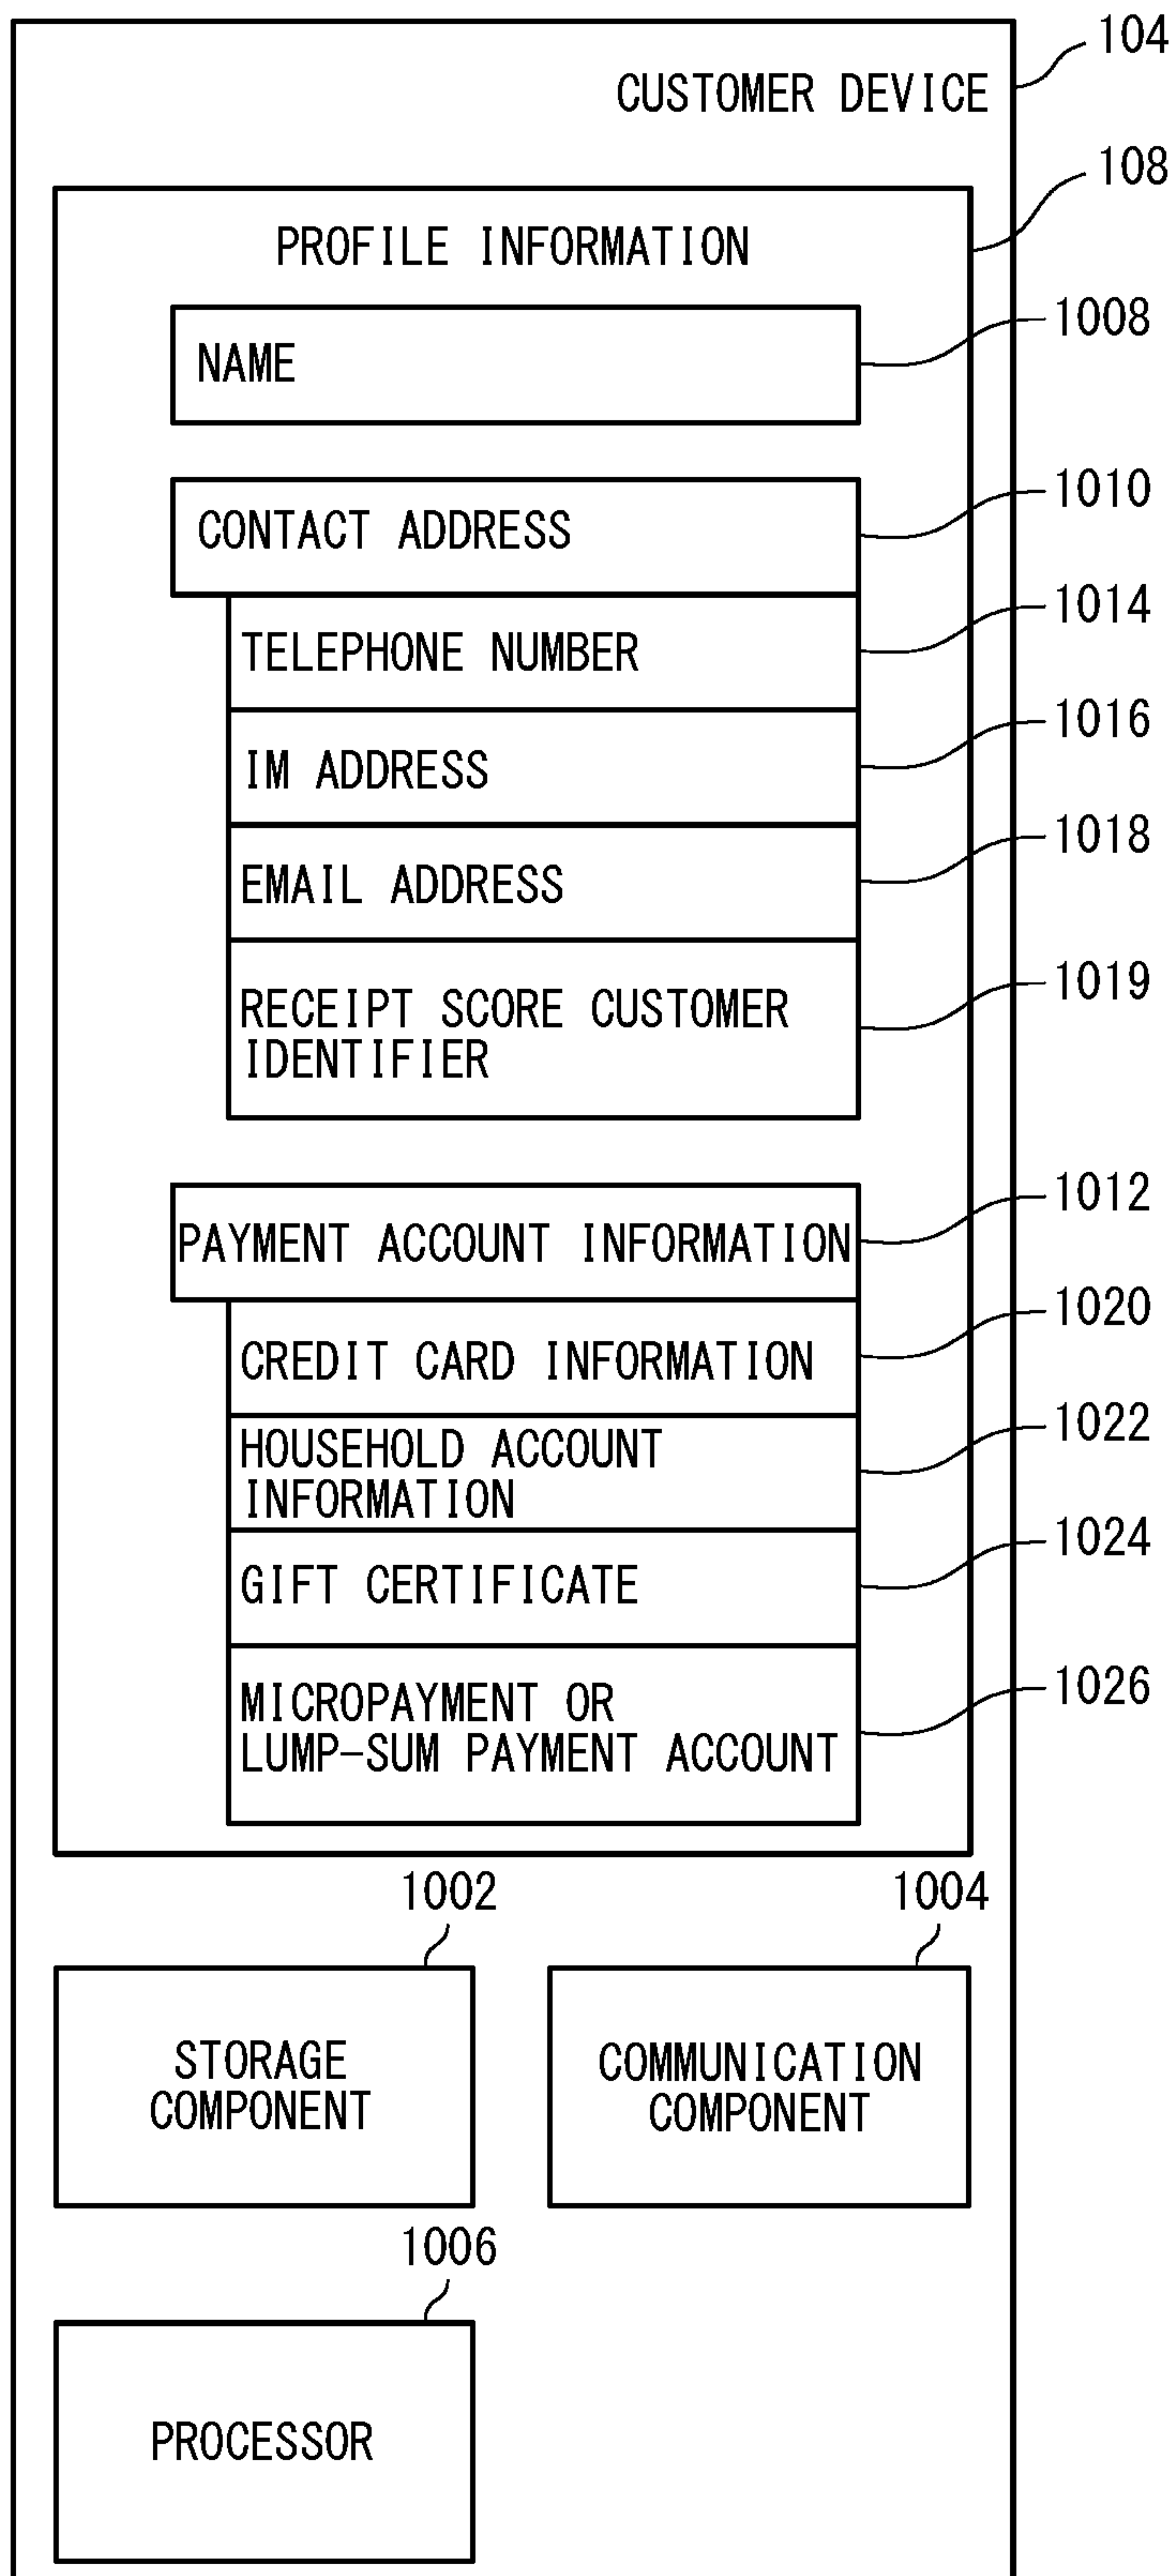 104
CUSTOMER DEVICE
108
PROFILE INFORMATION
1008
NAME
1010
CONTACT ADDRESS
1014
TELEPHONE NUMBER
1016
IM ADDRESS
1018
EMAIL ADDRESS
1019
RECEIPT SCORE CUSTOMER
IDENTIFIER
1012
PAYMENT ACCOUNT INFORMATION
1020
CREDIT CARD INFORMATION
1022
HOUSEHOLD ACCOUNT
INFORMATION
1024
GIFT CERTIFICATE
1026
MICROPAYMENT OR
LUMP-SUM PAYMENT ACCOUNT
1002
1004
STORAGE
COMPONENT
COMMUNICATION
COMPONENT
1006
PROCESSOR